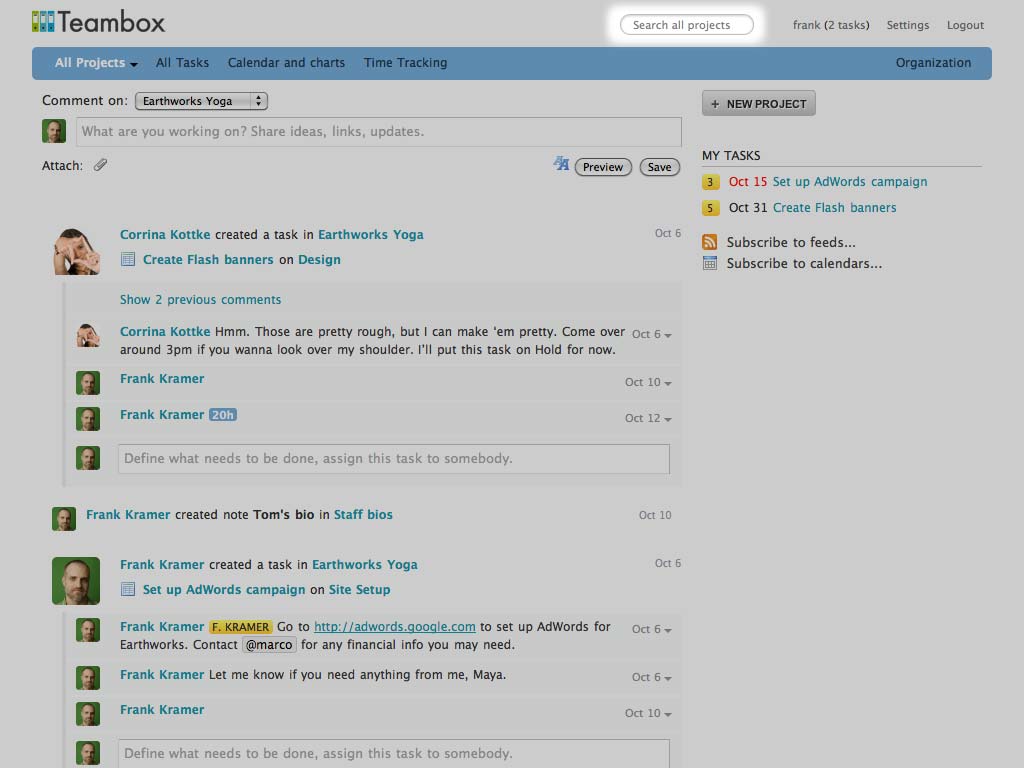 Teambox
Search all projects
frank (2 tasks) Settings Logout
All Projects All Tasks Calendar and charts Time Tracking Organization
Comment on: Earthworks Yoga
What are you working on? Share ideas, links, updates.
Attach: Preview Save
Corrina Kottke created a task in Earthworks Yoga Oct 6
Create Flash banners on Design
Show 2 previous comments
Corrina Kottke Hmm. Those are pretty rough, but I can make ‘em pretty. Come over Oct 6
around 3pm if you wanna look over my shoulder. I’ll put this task on Hold for now.
Frank Kramer Oct 10
Frank Kramer 20h Oct 12
Define what needs to be done, assign this task to somebody.
Frank Kramer created note Tom's bio in Staff bios Oct 10
Frank Kramer created a task in Earthworks Yoga Oct 6
Set up AdWords campaign on Site Setup
Frank Kramer F. KRAMER Go to http://adwords.google.com to set up AdWords for Oct 6
Earthworks. Contact @marco for any financial info you may need.
Frank Kramer Let me know if you need anything from me, Maya. Oct 6
Frank Kramer Oct 10
Define what needs to be done, assign this task to somebody.
+ NEW PROJECT
MY TASKS
3 Oct 15 Set up AdWords campaign
5 Oct 31 Create Flash banners
Subscribe to feeds...
Subscribe to calendars...